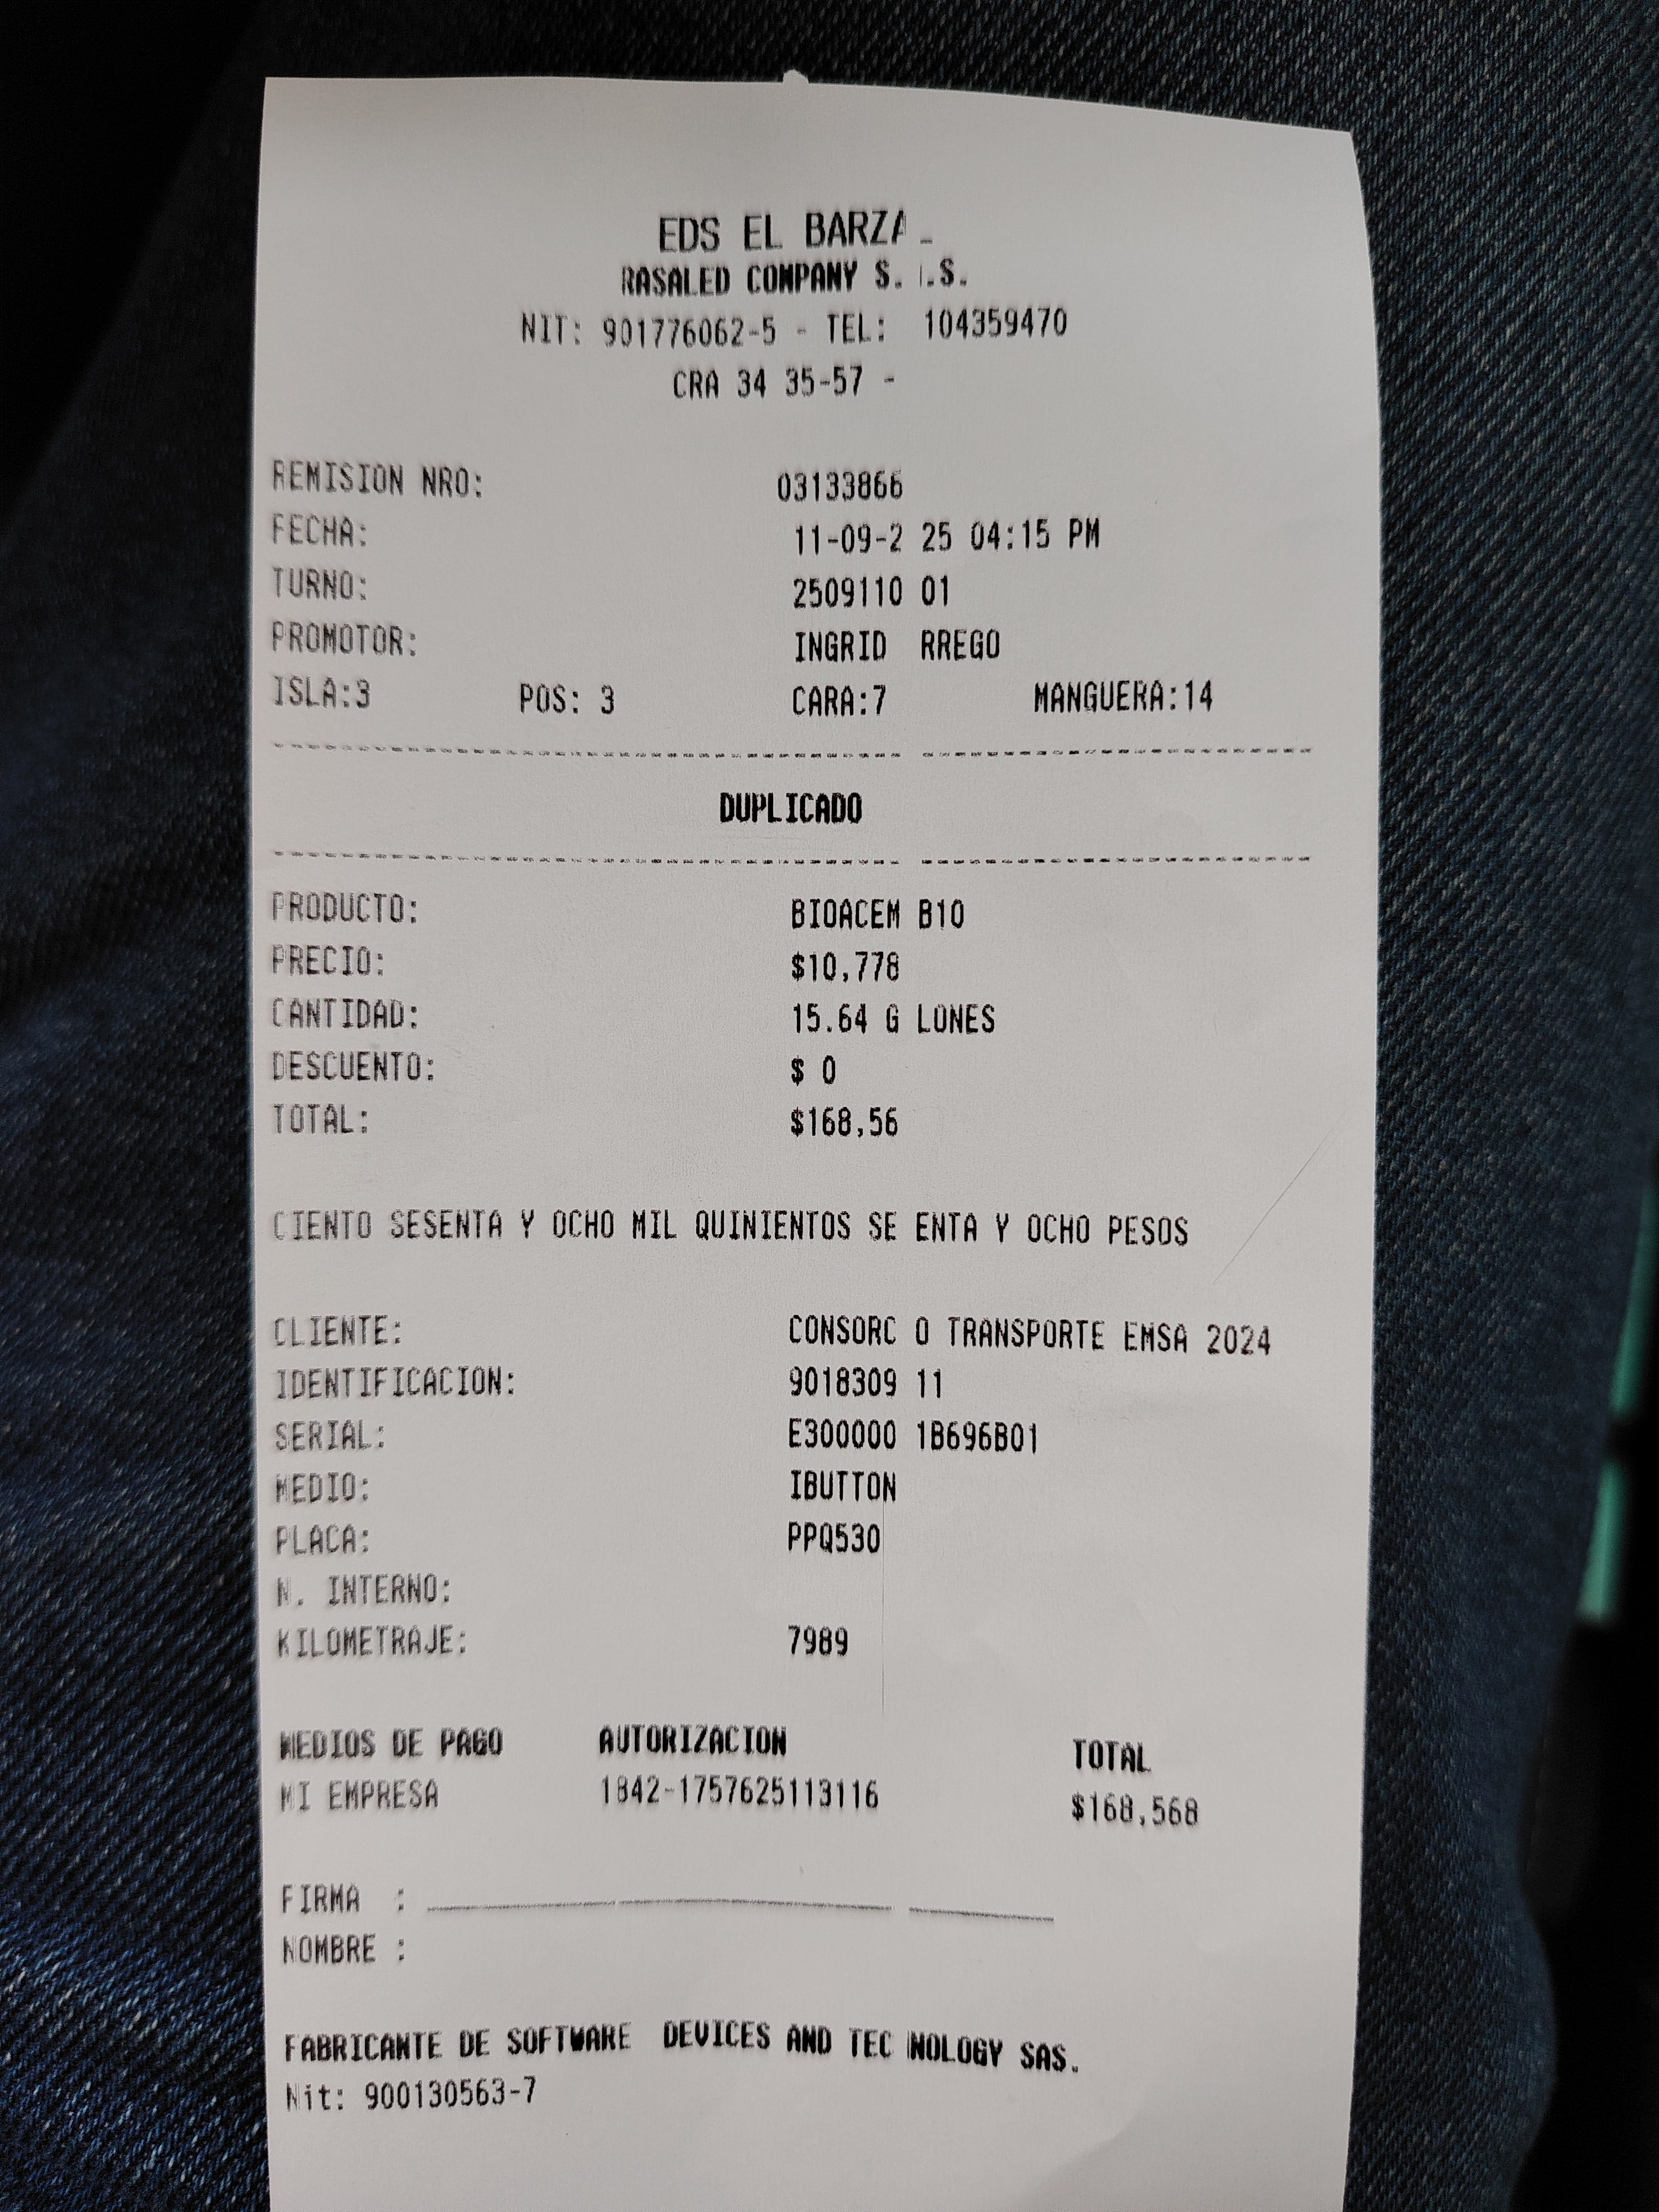 EDS EL BARZA
RASALED COMPANY S. .S.
NIT: 901776062-5 - TEL: 104359470
CRA 34 35-57 -
REMISION NRO: 03133866
FECHA: 11-09-2 25 04:15 PM
TURNO: 2509110 01
PROMOTOR: INGRID RREGO
ISLA:3 POS: 3 CARA:7 MANGUERA:14
DUPLICADO
PRODUCTO: BIOACEM B10
PRECIO: $10,778
CANTIDAD: 15.64 G LONES
DESCUENTO: $ 0
TOTAL: $168,56
CIENTO SESENTA Y OCHO MIL QUINIENTOS SE ENTA Y OCHO PESOS
CLIENTE: CONSORC O TRANSPORTE EMSA 2024
IDENTIFICACION: 9018309 11
SERIAL: E300000 1B696B01
MEDIO: IBUTTON
PLACA: PPQ530
N. INTERNO:
KILOMETRAJE: 7989
MEDIOS DE PAGO AUTORIZACION TOTAL
MI EMPRESA 1842-1757625113116 $168,568
FIRMA :
NOMBRE :
FABRICANTE DE SOFTWARE DEVICES AND TEC NOLOGY SAS.
Nit: 900130563-7